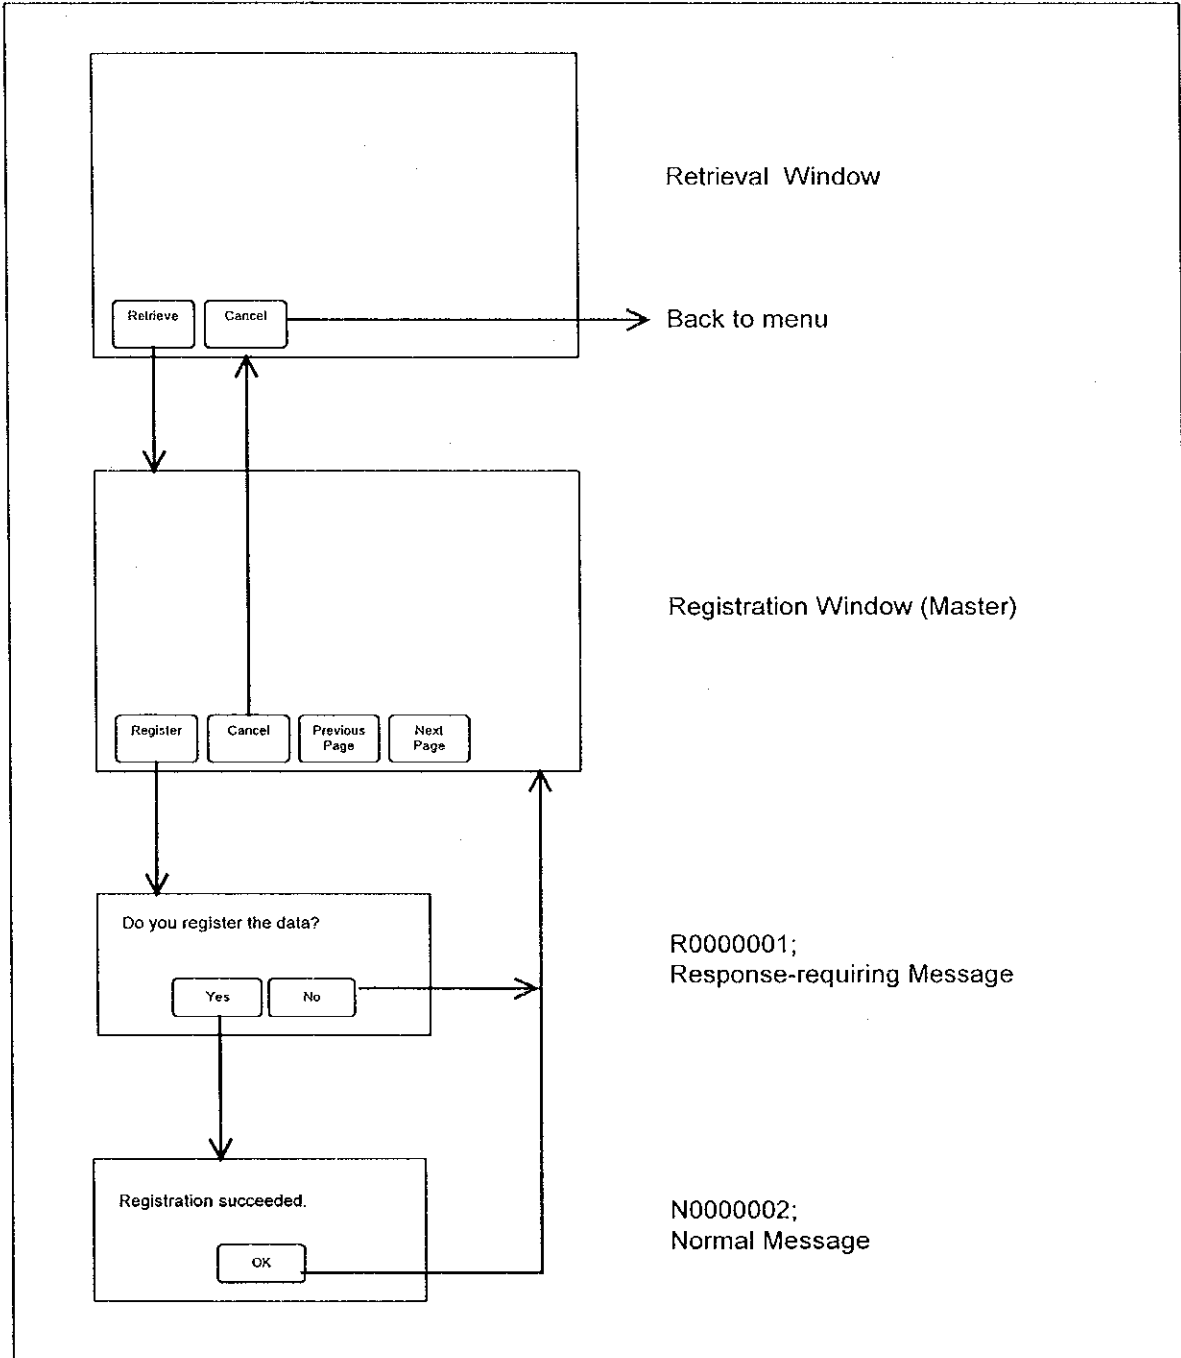 Retrieval Window
Retrieve
Cancel
Back to menu
Registration Window (Master)
Register
Cancel
Previous
Page
Next
Page
Do you register the data?
R0000001;
Response-requiring Message
Yes
No
Registration succeeded.
N0000002;
Normal Message
OK